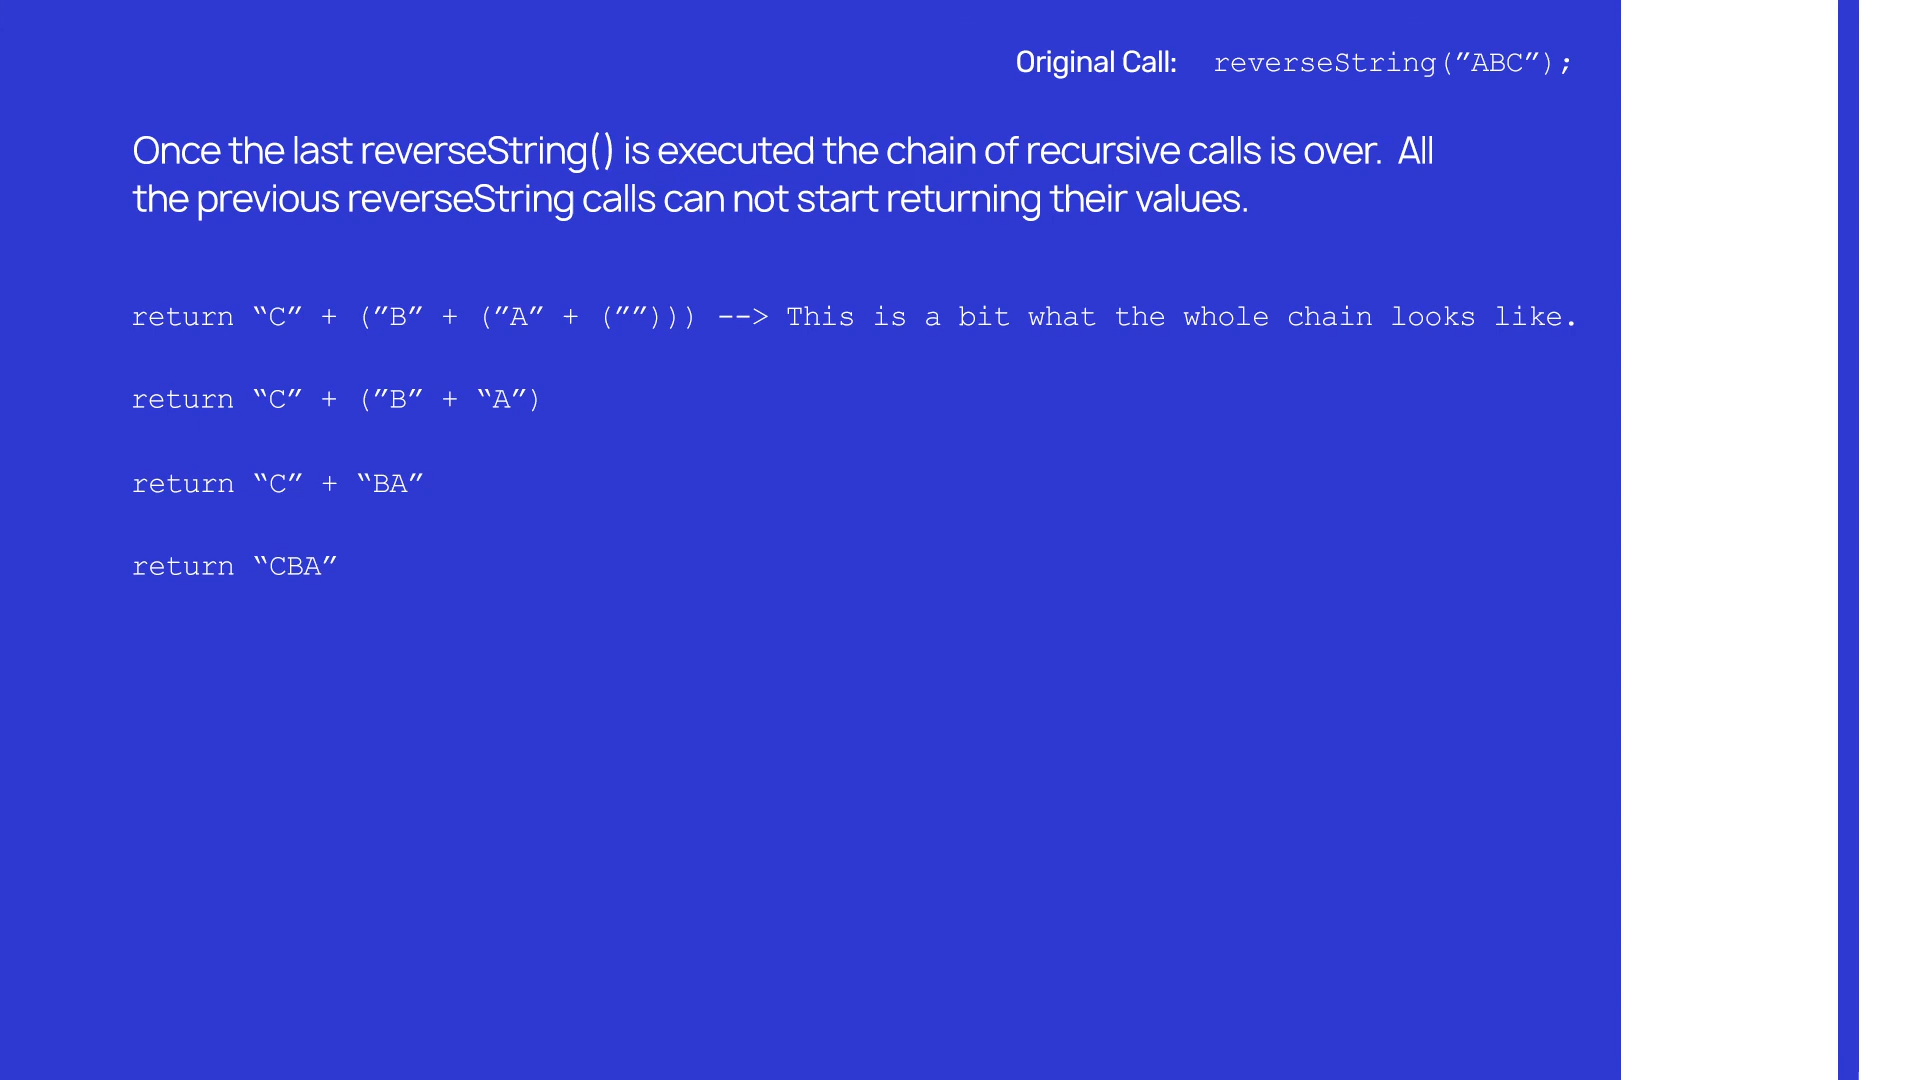 Original Call: reverseString(”ABC”);
Once the last reverseString() is executed the chain of recursive calls is over. All
the previous reverseString calls can not start returning their values.
return “C” + (”B” + (”A” + (””))) --> This is a bit what the whole chain looks like.
return “C” + (”B” + “A”)
return “C” + “BA”
return “CBA”